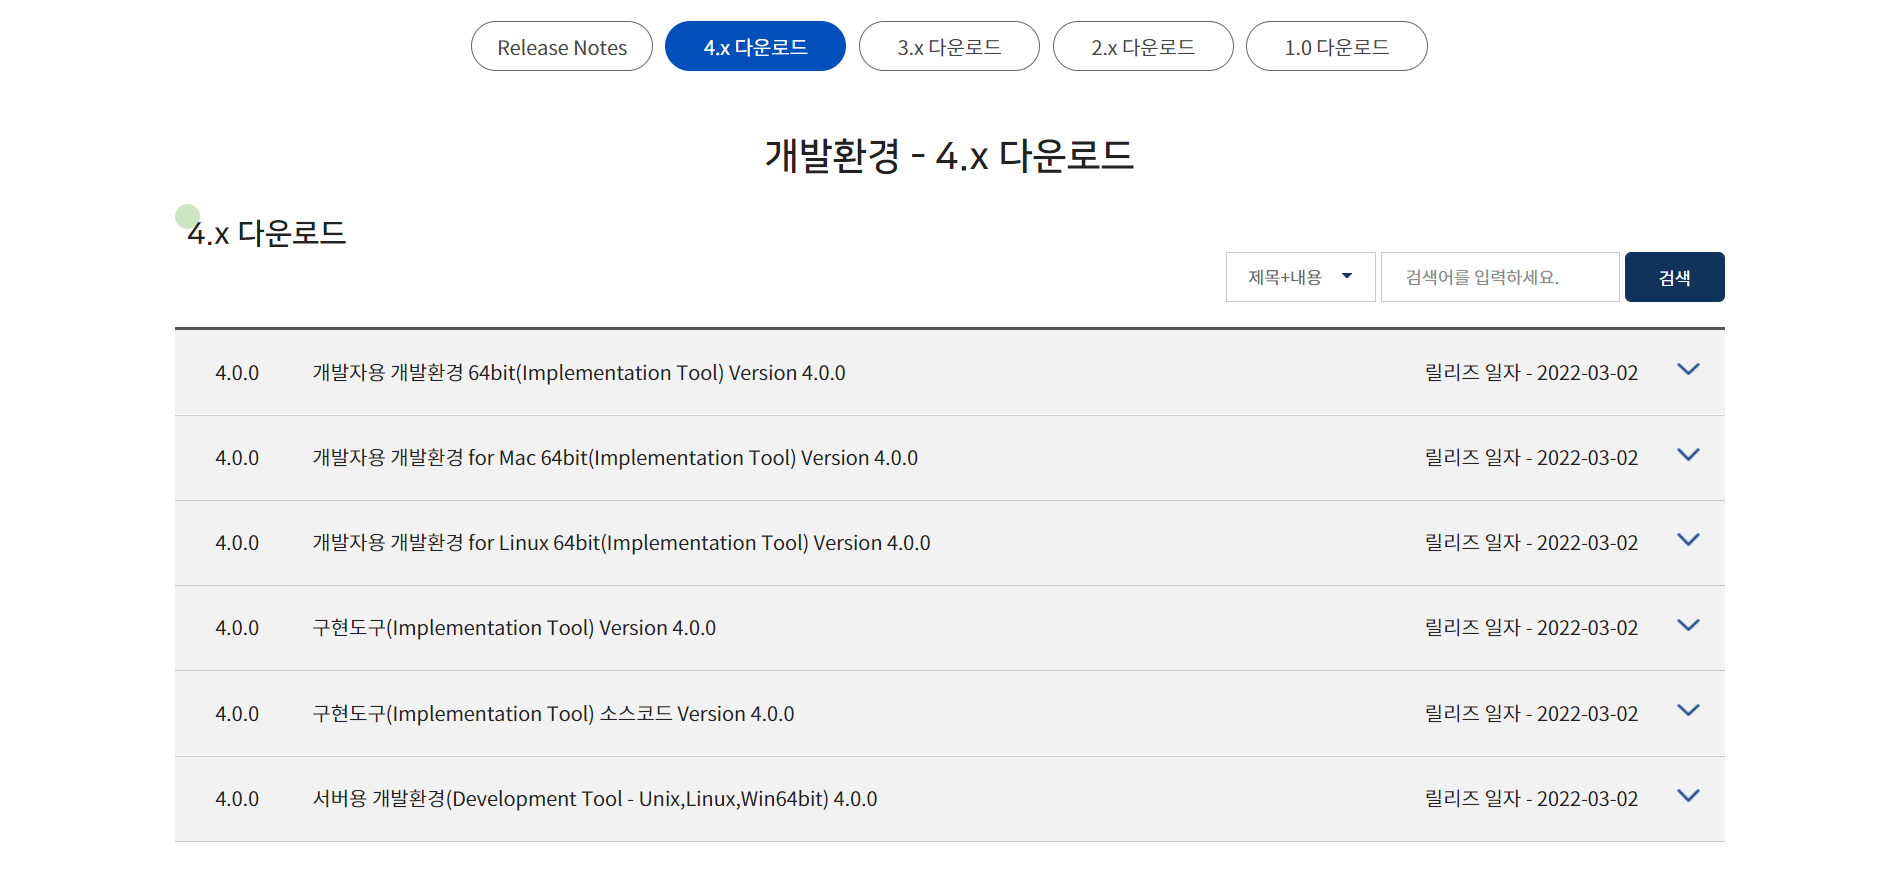 Release Notes
4.x 다운로드
3.x 다운로드
2.x 다운로드
1.0 다운로드
개발환경 - 4.x 다운로드
4.x 다운로드
제목+내용
검색어를 입력하세요.
검색
4.0.0 개발자용 개발환경 64bit(Implementation Tool) Version 4.0.0 릴리즈 일자 - 2022-03-02
4.0.0 개발자용 개발환경 for Mac 64bit(Implementation Tool) Version 4.0.0 릴리즈 일자 - 2022-03-02
4.0.0 개발자용 개발환경 for Linux 64bit(Implementation Tool) Version 4.0.0 릴리즈 일자 - 2022-03-02
4.0.0 구현도구(Implementation Tool) Version 4.0.0 릴리즈 일자 - 2022-03-02
4.0.0 구현도구(Implementation Tool) 소스코드 Version 4.0.0 릴리즈 일자 - 2022-03-02
4.0.0 서버용 개발환경(Development Tool - Unix,Linux,Win64bit) 4.0.0 릴리즈 일자 - 2022-03-02